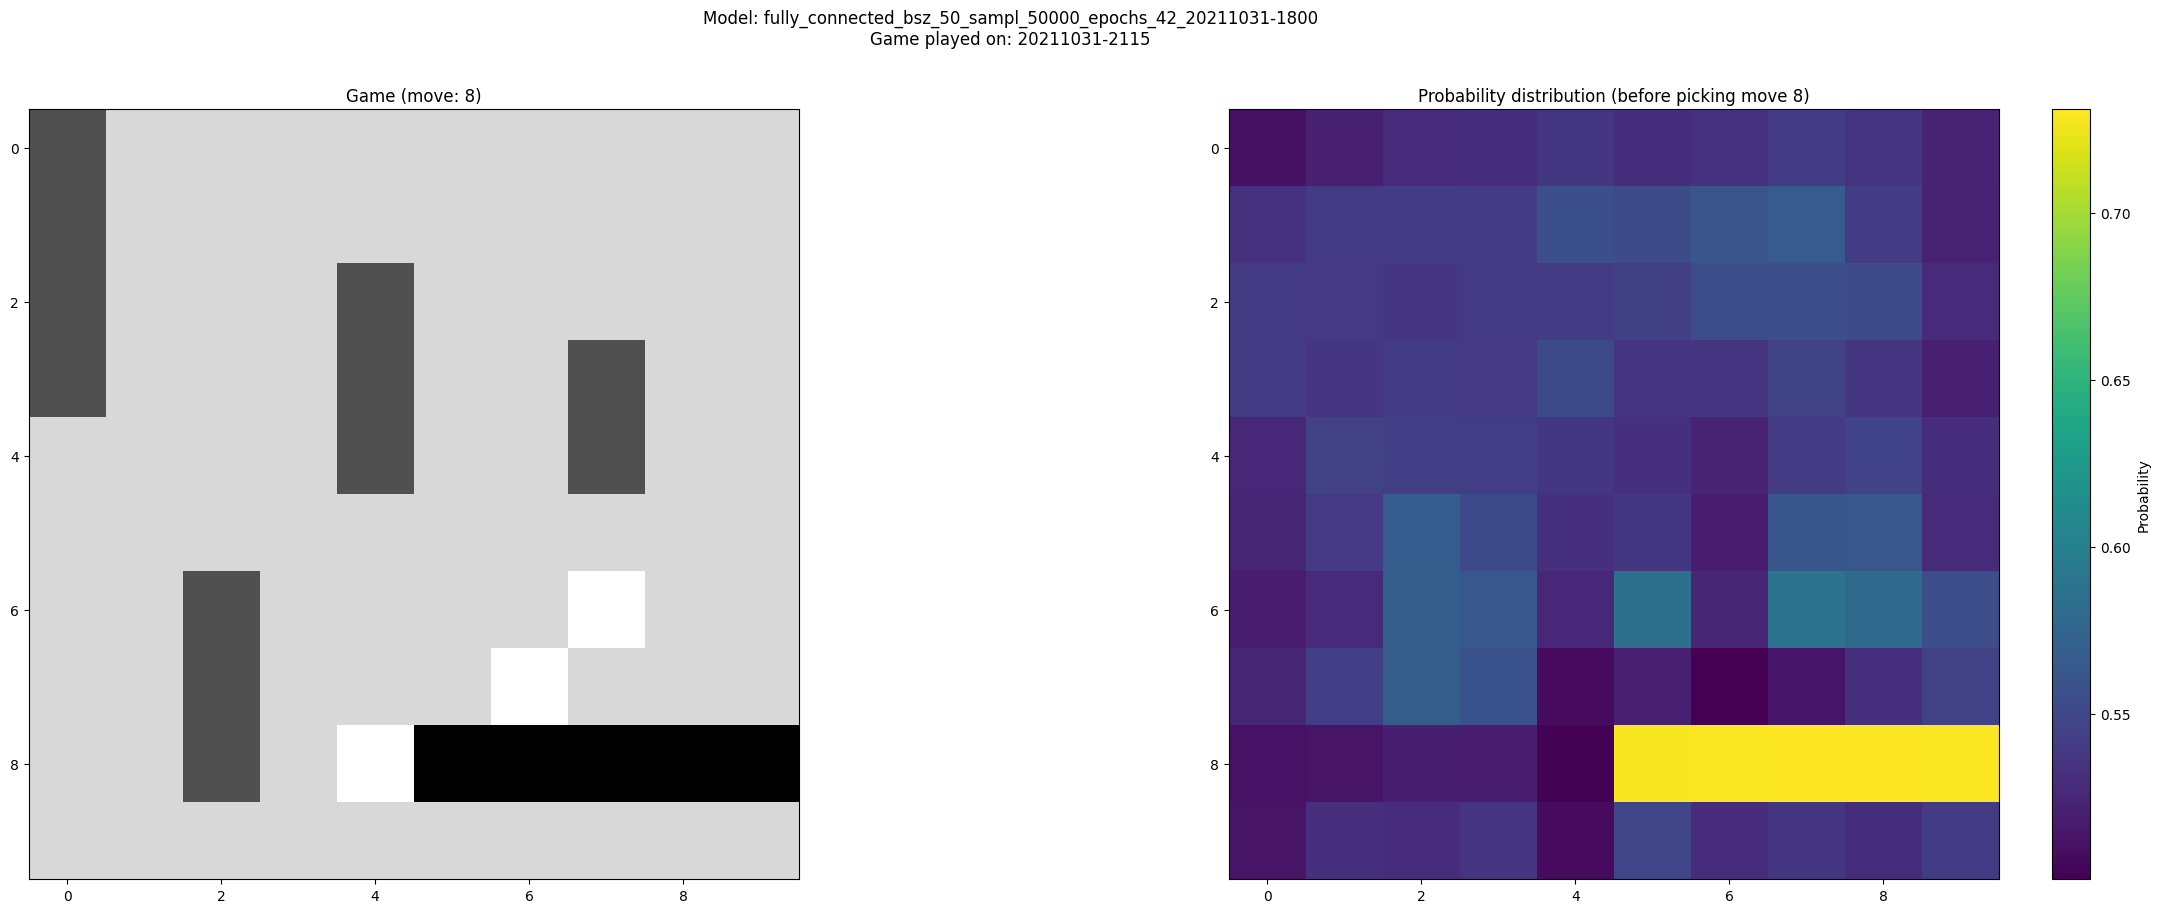 Model: fully_connected_bsz_50_sampl_50000_epochs_42_20211031-1800
Game played on: 20211031-2115
Game (move: 8)
0
2
4
6
8
0 2 4 6 8
Probability distribution (before picking move 8)
0
2
4
6
8
0 2 4 6 8
0.70
0.65
0.60
0.55
Probability